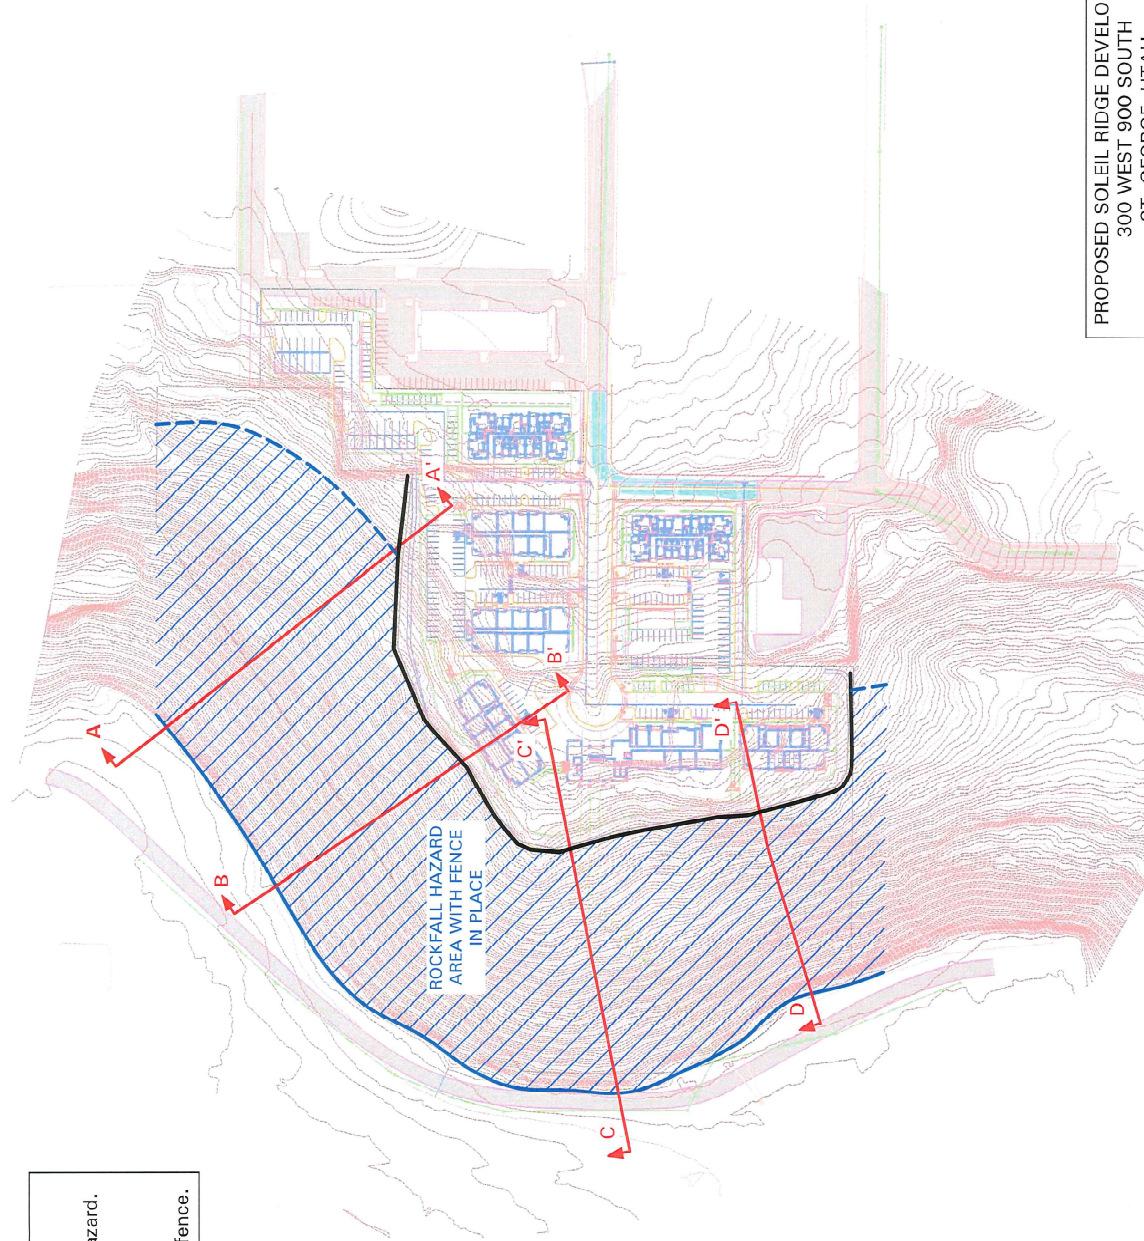 PROPOSED SOLEIL RIDGE DEVELO
300 WEST 900 SOUTH
azard.
fence.
A
A'
B
B'
C'
D'
ROCKFALL HAZARD
AREA WITH FENCE
IN PLACE
D
C